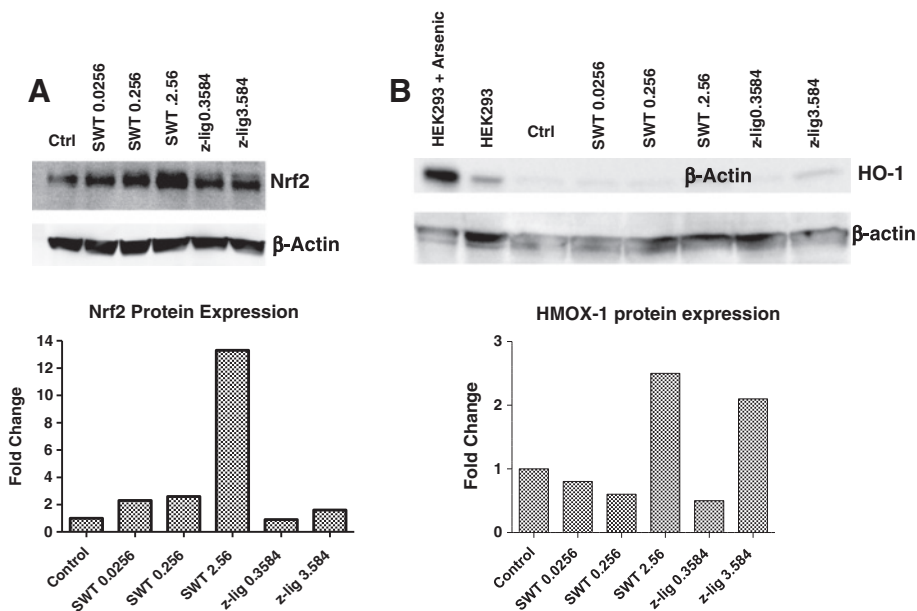 A
Ctrl
SWT 0.0256
SWT 0.256
SWT .2.56
z-lig0.3584
z-lig3.584
Nrf2
β-Actin
Nrf2 Protein Expression
Fold Change
14
12
10
8
6
4
2
0
Control
SWT 0.0256
SWT 0.256
SWT 2.56
z-lig 0.3584
z-lig 3.584
B
HEK293 + Arsenic
HEK293
Ctrl
SWT 0.0256
SWT 0.256
SWT .2.56
z-lig0.3584
z-lig3.584
β-Actin
HO-1
β-actin
HMOX-1 protein expression
Fold Change
3
2
1
0
Control
SWT 0.0256
SWT 0.256
SWT 2.56
z-lig 0.3584
z-lig 3.584